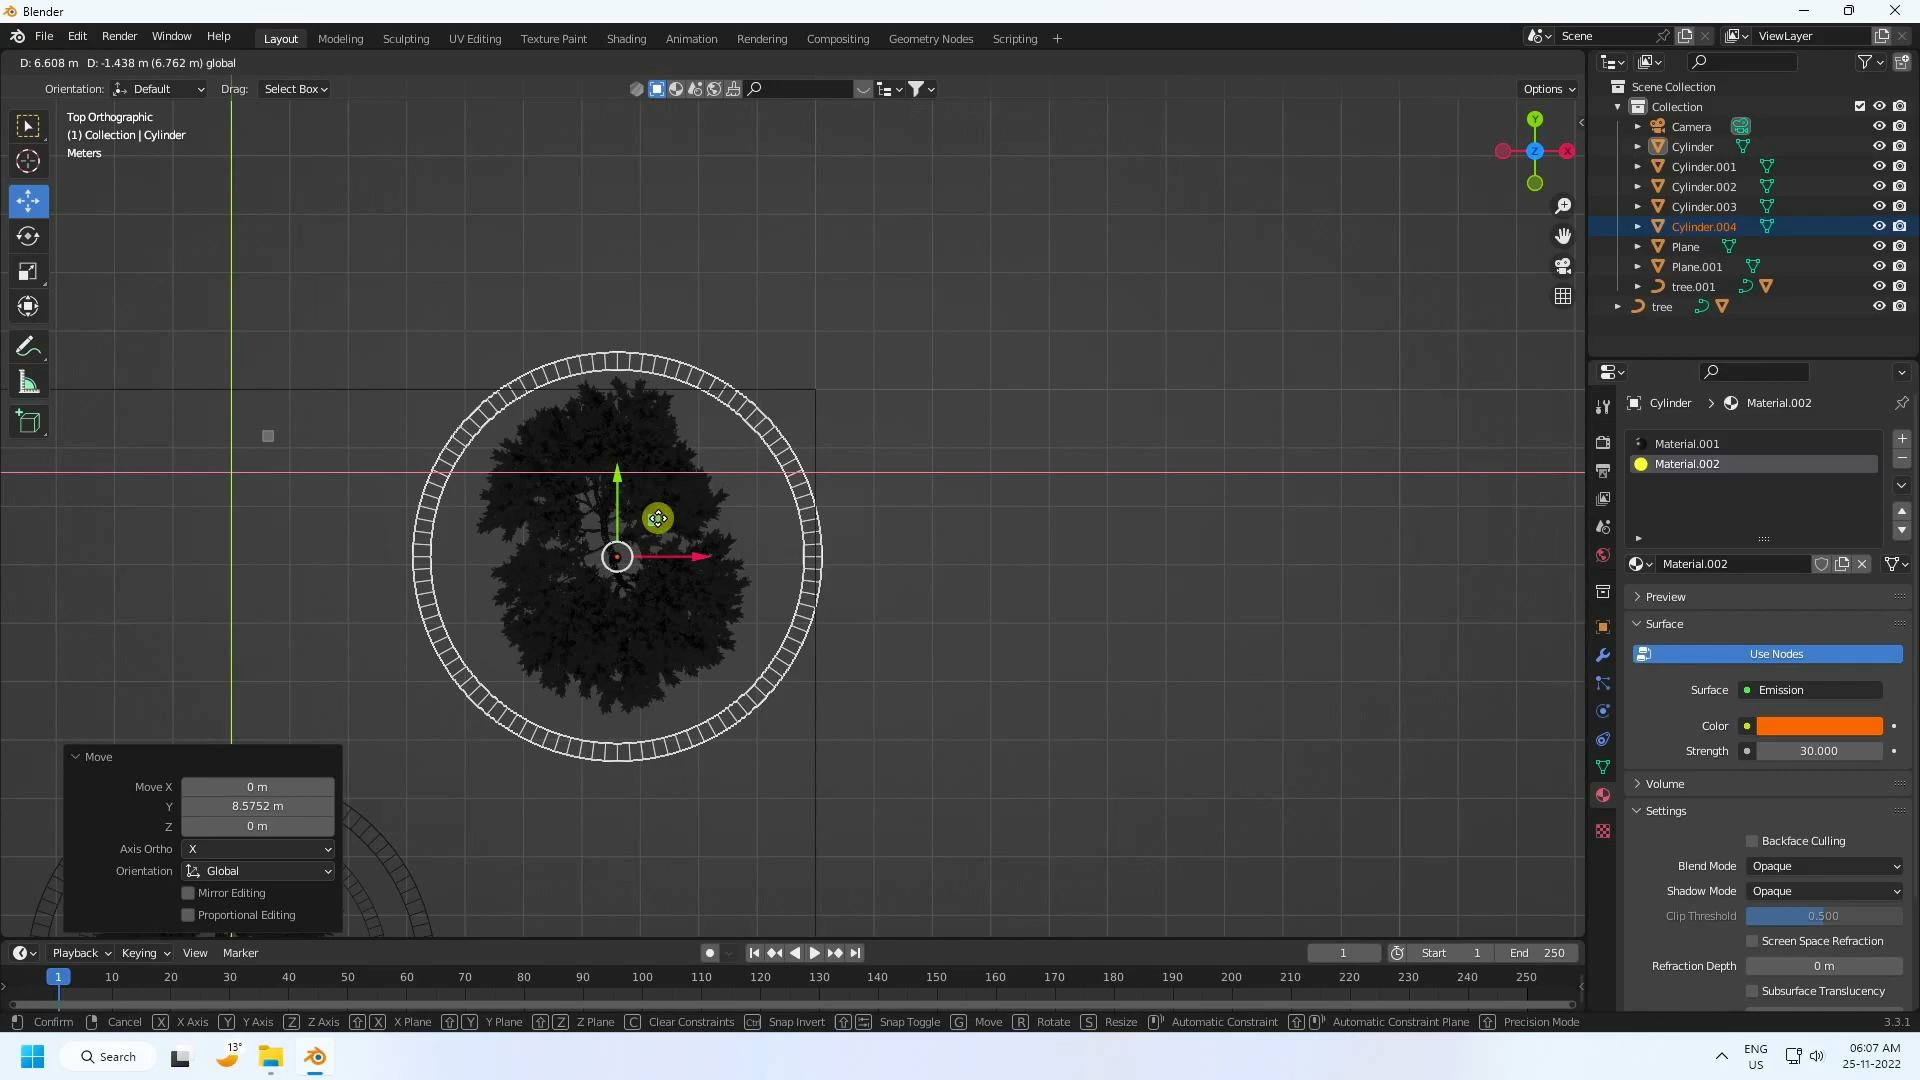 Blender
File Edit Render Window Help Layout Modeling Sculpting UV Editing Texture Paint Shading Animation Rendering Compositing Geometry Nodes Scripting + Scene ViewLayer
D: 6.608 m D: -1.438 m (6.762 m) global
Orientation: Default Drag: Select Box Options
Top Orthographic
(1) Collection | Cylinder
Meters
Y
X
Z
Scene Collection
Collection
Camera
Cylinder
Cylinder.001
Cylinder.002
Cylinder.003
Cylinder.004
Plane
Plane.001
tree.001
tree
Cylinder > Material.002
Material.001
Material.002
Material.002
Preview
Surface
Use Nodes
Surface Emission
Color
Strength 30.000
Volume
Settings
Backface Culling
Blend Mode Opaque
Shadow Mode Opaque
Clip Threshold 0.500
Screen Space Refraction
Refraction Depth 0 m
Subsurface Translucency
Move
Move X 0 m
Y 8.5752 m
Z 0 m
Axis Ortho X
Orientation Global
Mirror Editing
Proportional Editing
Playback Keying View Marker 1 Start 1 End 250
1 10 20 30 40 50 60 70 80 90 100 110 120 130 140 150 160 170 180 190 200 210 220 230 240 250
Confirm Cancel X X Axis Y Y Axis Z Z Axis X X Plane Y Y Plane Z Z Plane C Clear Constraints Ctrl Snap Invert Snap Toggle G Move R Rotate S Resize Automatic Constraint Automatic Constraint Plane Precision Mode 3.3.1
Search 13° ENG US 06:07 AM
25-11-2022